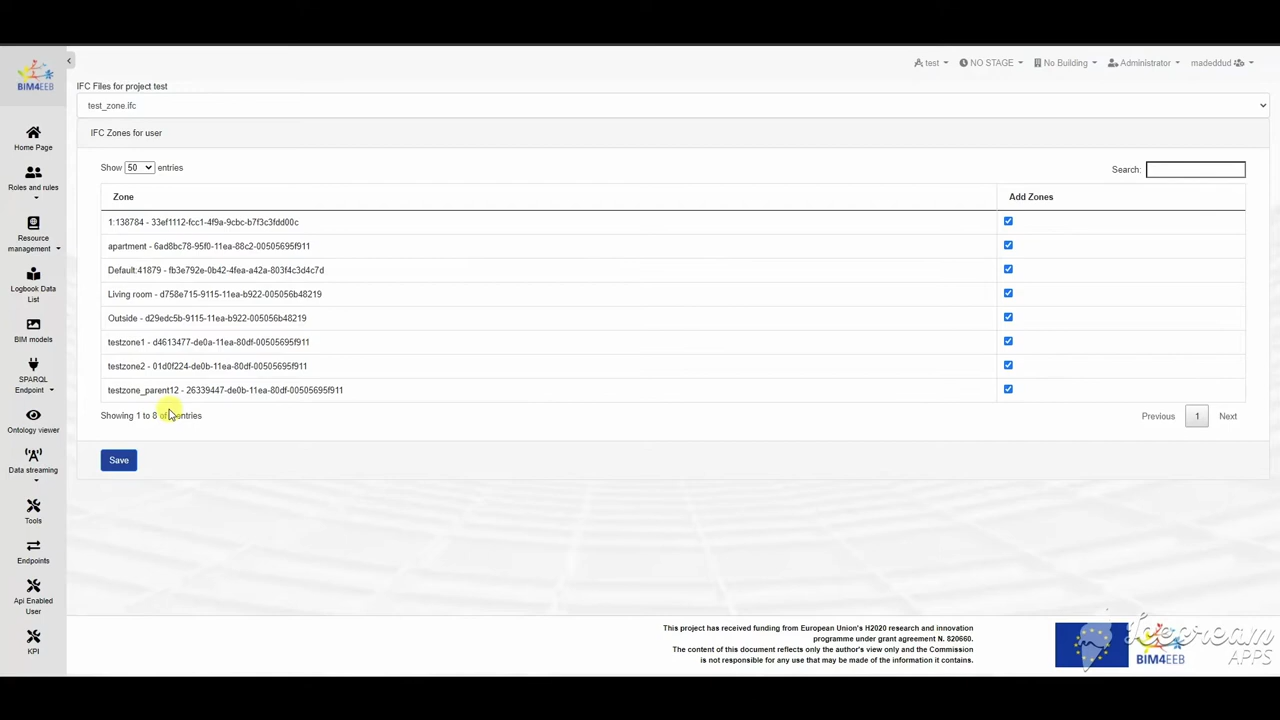 BIM4EEB
test
NO STAGE
No Building
Administrator
madeddud
IFC Files for project test
test_zone.ifc
IFC Zones for user
Show 50 entries
Search:
Zone
Add Zones
1:138784 - 33ef1112-fcc1-4f9a-9cbc-b7f3c3fdd00c
apartment - 6ad8bc78-95f0-11ea-88c2-00505695f911
Default:41879 - fb3e792e-0b42-4fea-a42a-803f4c3d4c7d
Living room - d758e715-9115-11ea-b922-005056b48219
Outside - d29edc5b-9115-11ea-b922-005056b48219
testzone1 - d4613477-de0a-11ea-80df-00505695f911
testzone2 - 01d0f224-de0b-11ea-80df-00505695f911
testzone_parent12 - 26339447-de0b-11ea-80df-00505695f911
Showing 1 to 8 of entries
Previous
1
Next
Save
Home Page
Roles and rules
Resource
management
Logbook Data
List
BIM models
SPARQL
Endpoint
Ontology viewer
Data streaming
Tools
Endpoints
Api Enabled
User
KPI
This project has received funding from European Union's H2020 research and innovation
programme under grant agreement N. 820660.
The content of this document reflects only the author's view only and the Commission
is not responsible for any use that may be made of the information it contains.
BIM4EEB
Icecream
APPS